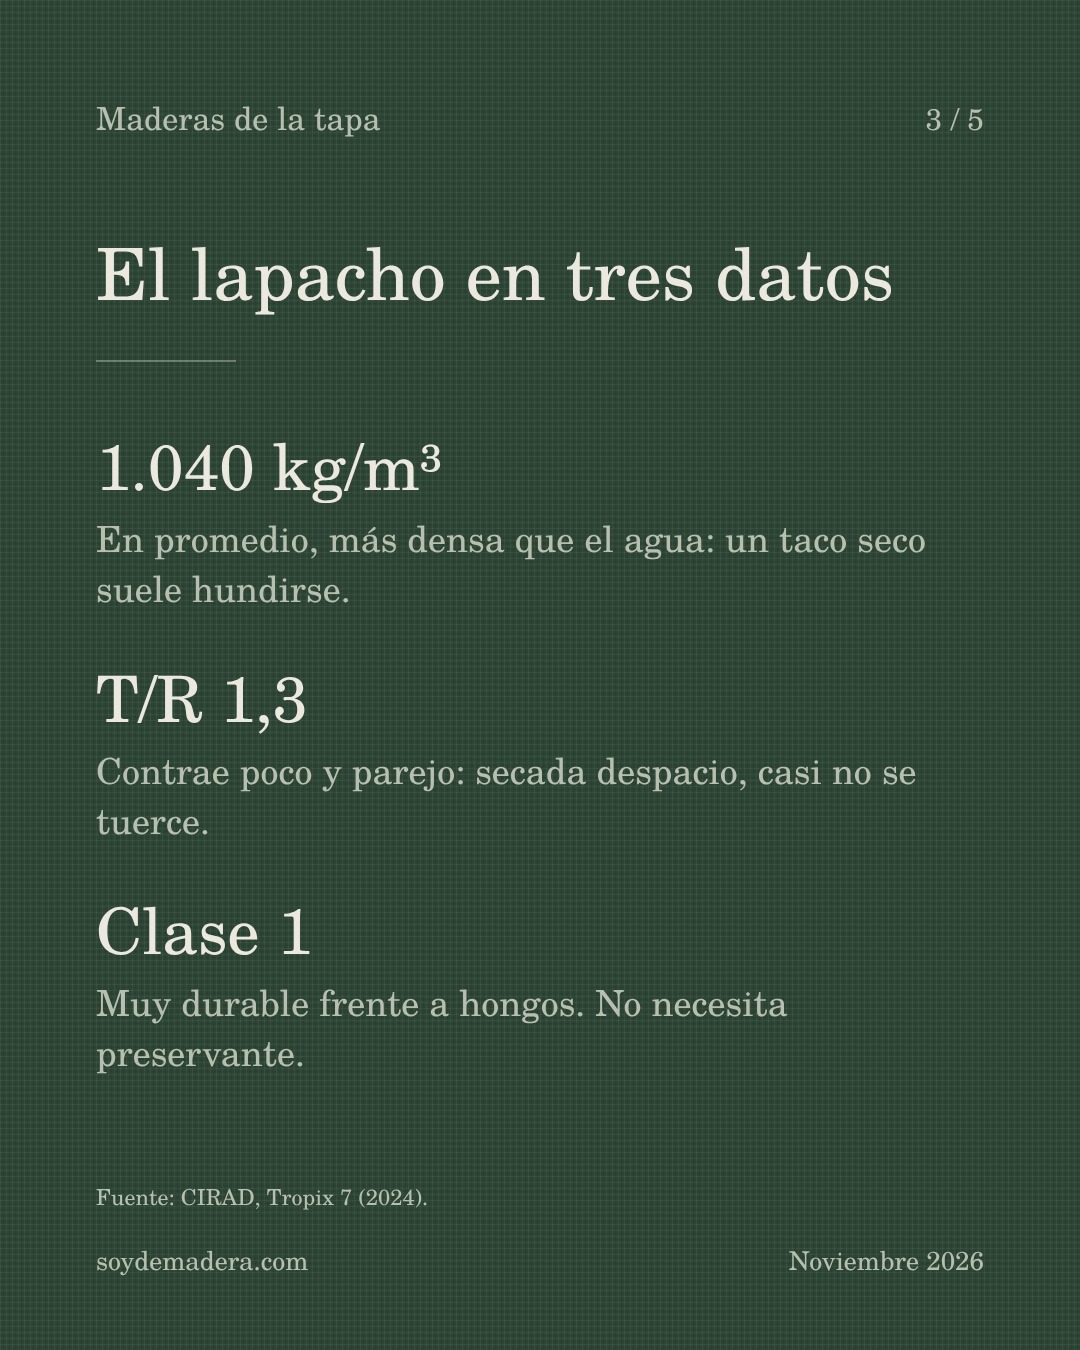 Maderas de la tapa
3 / 5
El lapacho en tres datos
1.040 kg/m³
En promedio, más densa que el agua: un taco seco
suele hundirse.
T/R 1,3
Contrae poco y parejo: secada despacio, casi no se
tuerce.
Clase 1
Muy durable frente a hongos. No necesita
preservante.
Fuente: CIRAD, Tropix 7 (2024).
soydemadera.com
Noviembre 2026